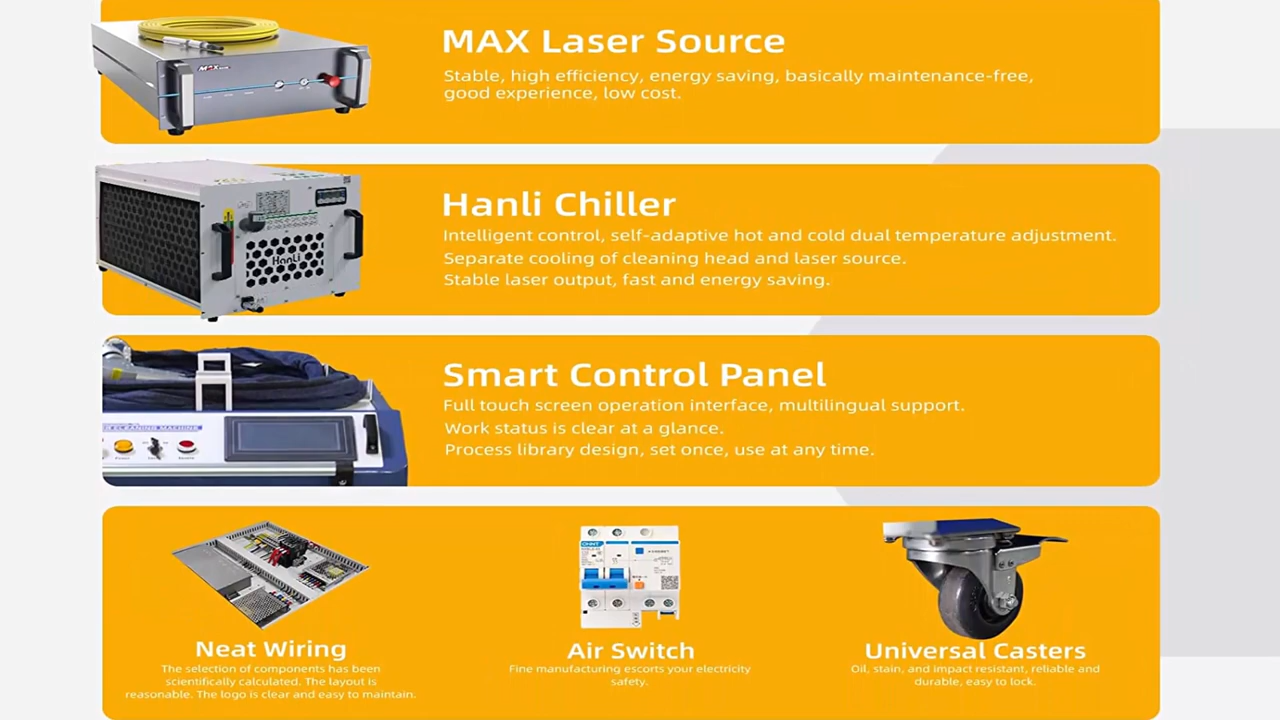 MAX
MAX Laser Source
Stable, high efficiency, energy saving, basically maintenance-free,
good experience, low cost.
HanLi
Hanli Chiller
Intelligent control, self-adaptive hot and cold dual temperature adjustment.
Separate cooling of cleaning head and laser source.
Stable laser output, fast and energy saving.
CLEANING MACHINE
Smart Control Panel
Full touch screen operation interface, multilingual support.
Work status is clear at a glance.
Process library design, set once, use at any time.
CHNT
Neat Wiring
The selection of components has been
scientifically calculated. The layout is
reasonable. The logo is clear and easy to maintain.
Air Switch
Fine manufacturing escorts your electricity
safety.
Universal Casters
Oil, stain, and impact resistant, reliable and
durable, easy to lock.